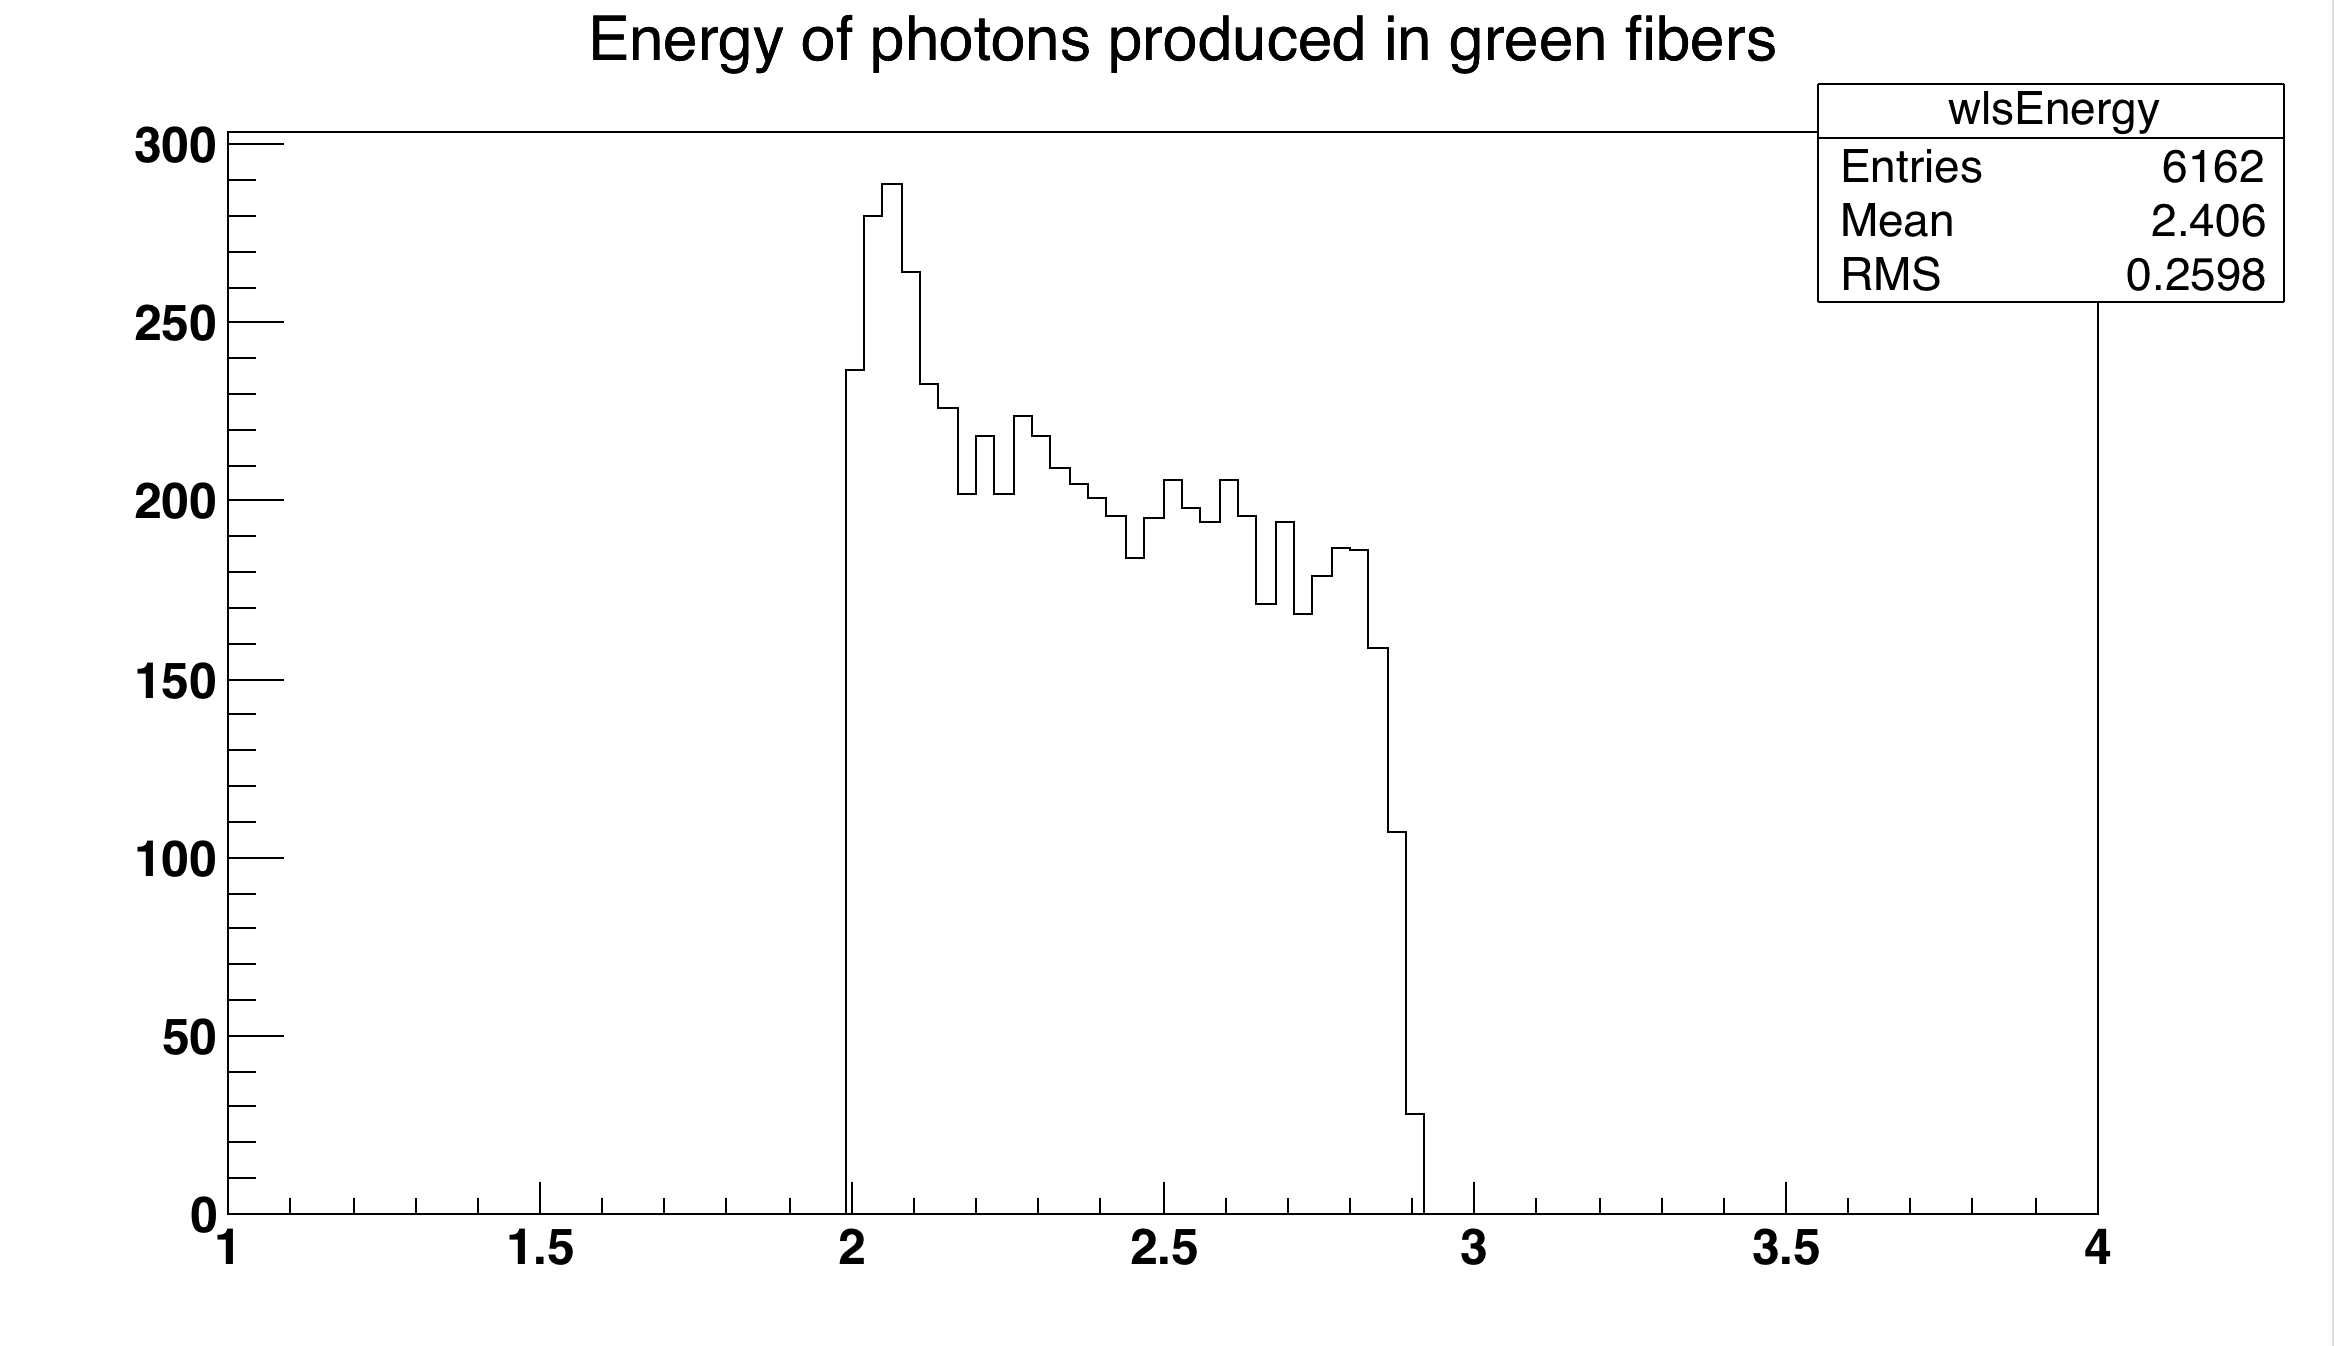 Energy of photons produced in green fibers
wlsEnergy
Entries 6162
Mean 2.406
RMS 0.2598
300
250
200
150
100
50
0
1 1.5 2 2.5 3 3.5 4